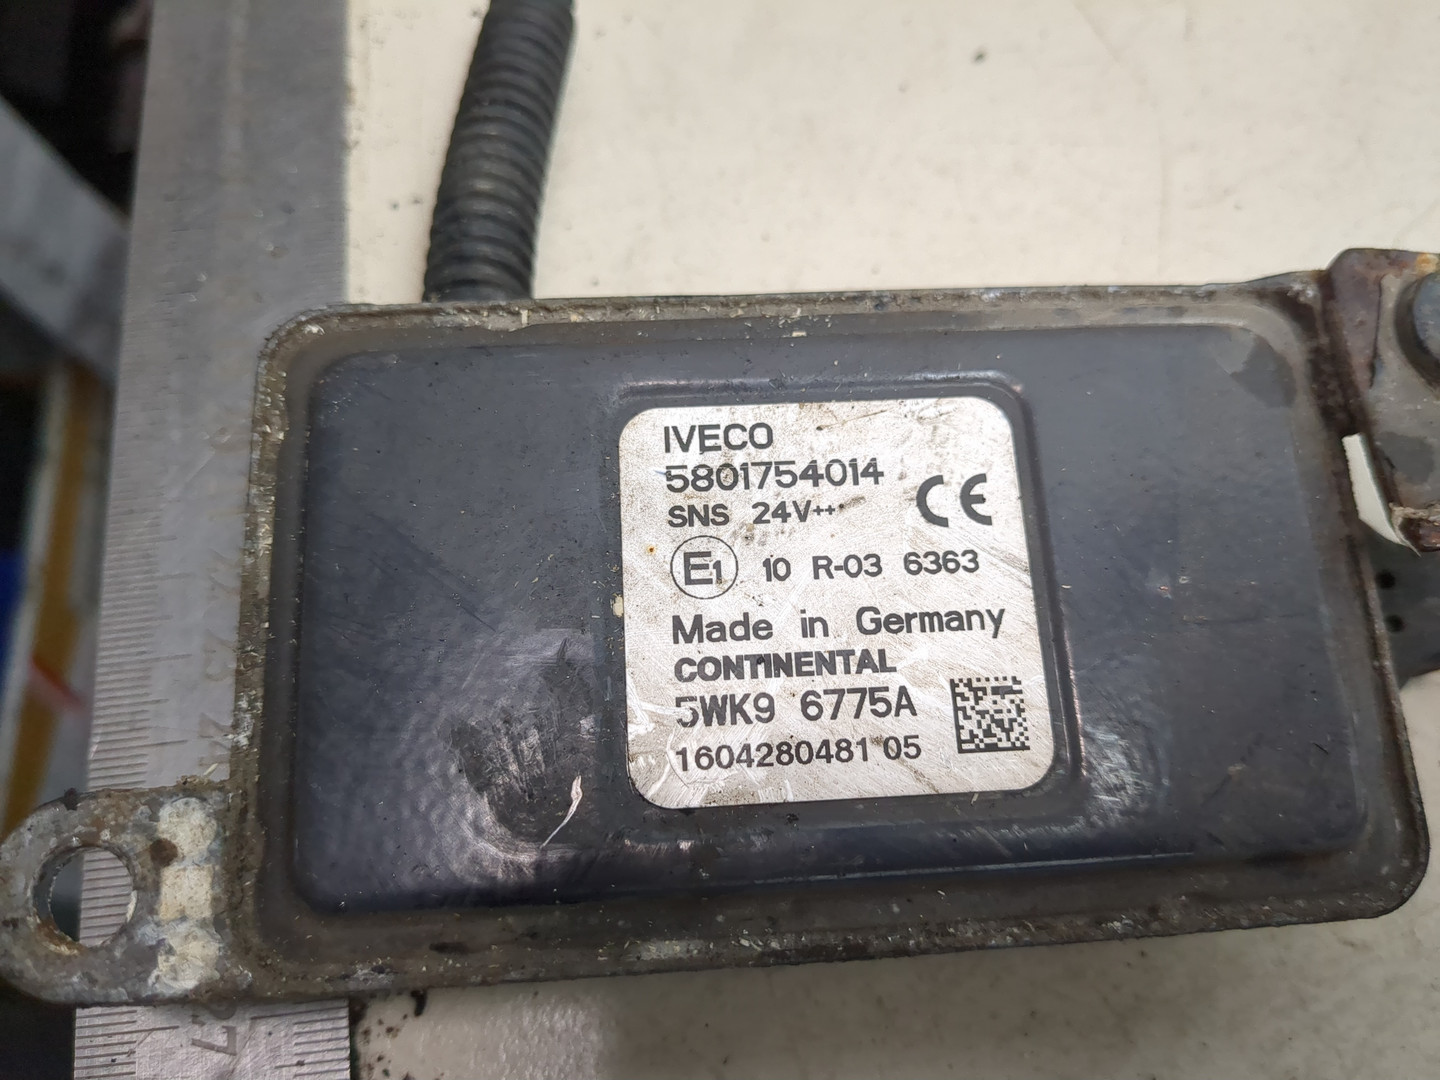 IVECO
5801754014
SNS 24V++·
CE
E1 10 R-03 6363
Made in Germany
CONTINENTAL
5WK9 6775A
1604280481 05